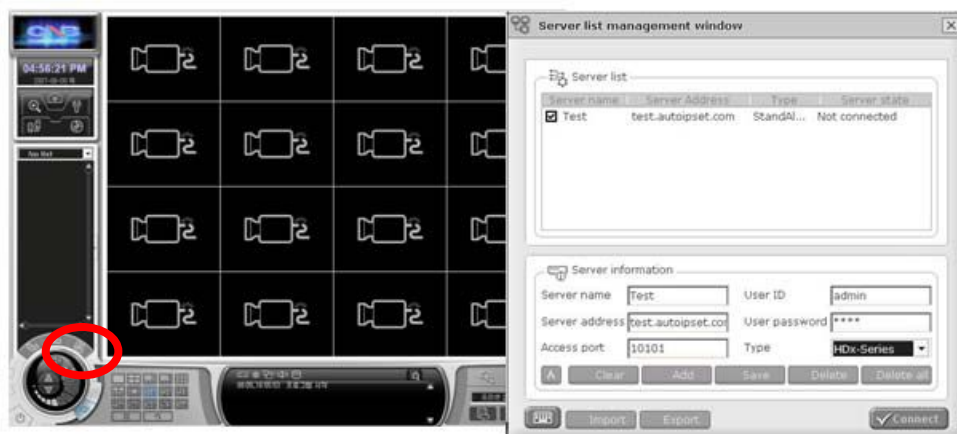 CNB
04:56:21 PM
Server list management window
Server list
Server name Server Address Type Server state
Test test.autoipset.com StandAl... Not connected
Server information
Server name Test User ID admin
Server address test.autoipset.co User password ****
Access port 10101 Type HDx-Series
A Clear Add Save Delete Delete all
Import Export Connect